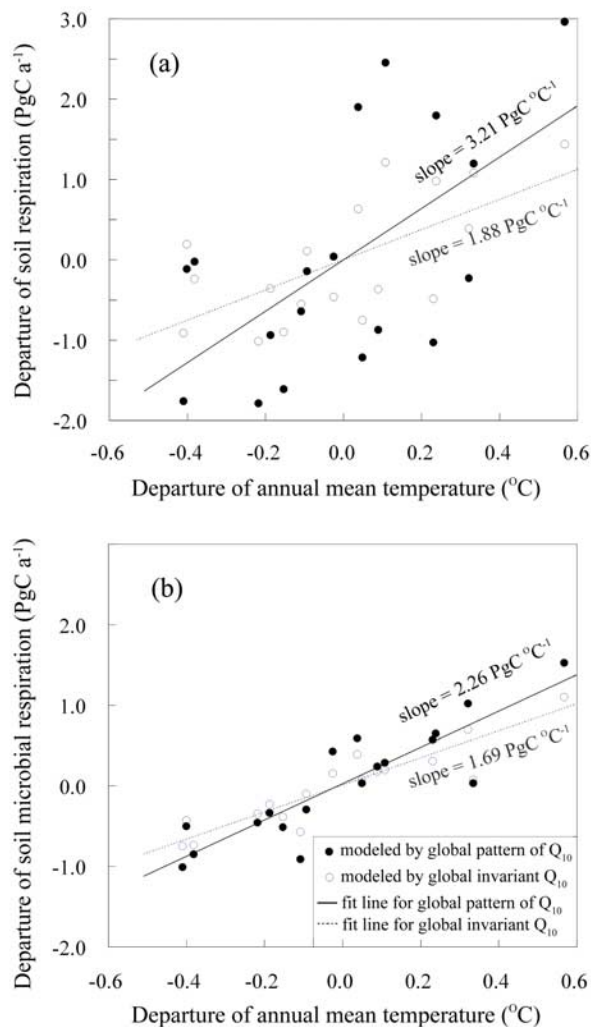 (a)
Departure of soil respiration (PgC a⁻¹)
3.0
2.0
1.0
0.0
-1.0
-2.0
slope = 3.21 PgC °C⁻¹
slope = 1.88 PgC °C⁻¹
-0.6 -0.4 -0.2 0.0 0.2 0.4 0.6
Departure of annual mean temperature (°C)
(b)
Departure of soil microbial respiration (PgC a⁻¹)
2.0
1.0
0.0
-1.0
-2.0
slope = 2.26 PgC °C⁻¹
slope = 1.69 PgC °C⁻¹
modeled by global pattern of Q₁₀
modeled by global invariant Q₁₀
fit line for global pattern of Q₁₀
fit line for global invariant Q₁₀
-0.6 -0.4 -0.2 0.0 0.2 0.4 0.6
Departure of annual mean temperature (°C)